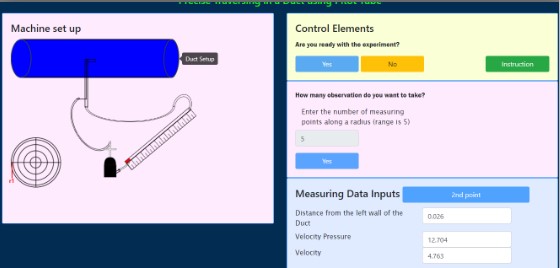 Precise Traversing in a Duct using Pitot Tube
Machine set up
Duct Setup
Control Elements
Are you ready with the experiment?
Yes
No
Instruction
How many observation do you want to take?
Enter the number of measuring
points along a radius (range is 5)
5
Yes
Measuring Data Inputs
2nd point
Distance from the left wall of the
Duct
0.026
Velocity Pressure
12.704
Velocity
4.763